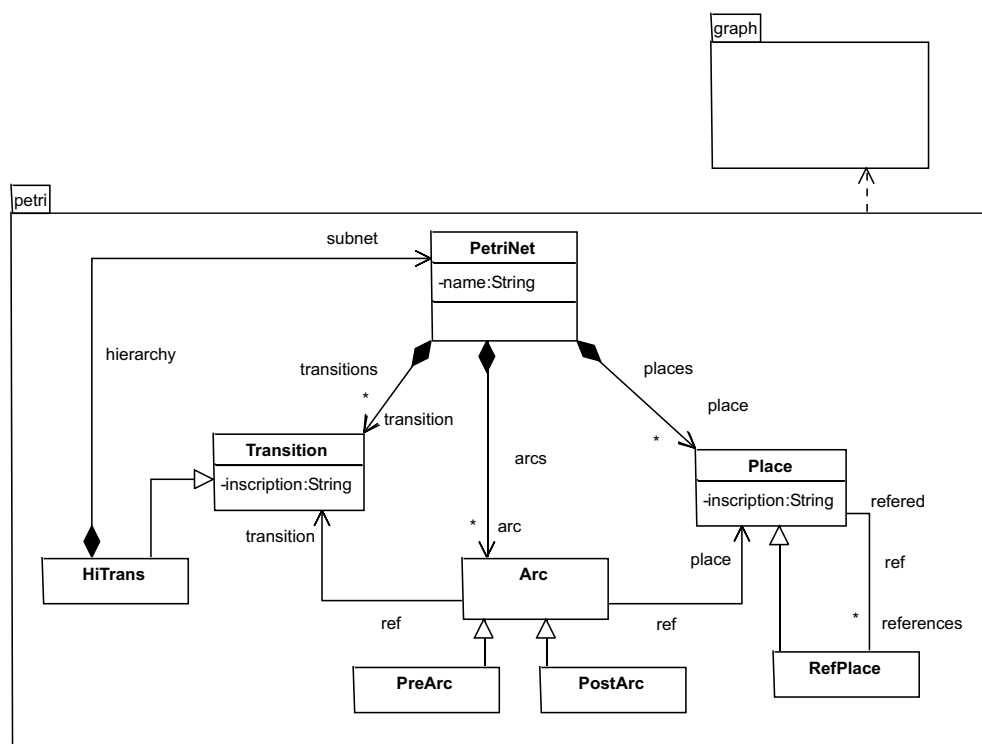 graph
petri
subnet
PetriNet
-name:String
hierarchy
transitions
*
transition
places
place
*
Transition
-inscription:String
arcs
Place
-inscription:String
refered
transition
*
arc
place
ref
HiTrans
Arc
ref
ref
*
references
PreArc
PostArc
RefPlace